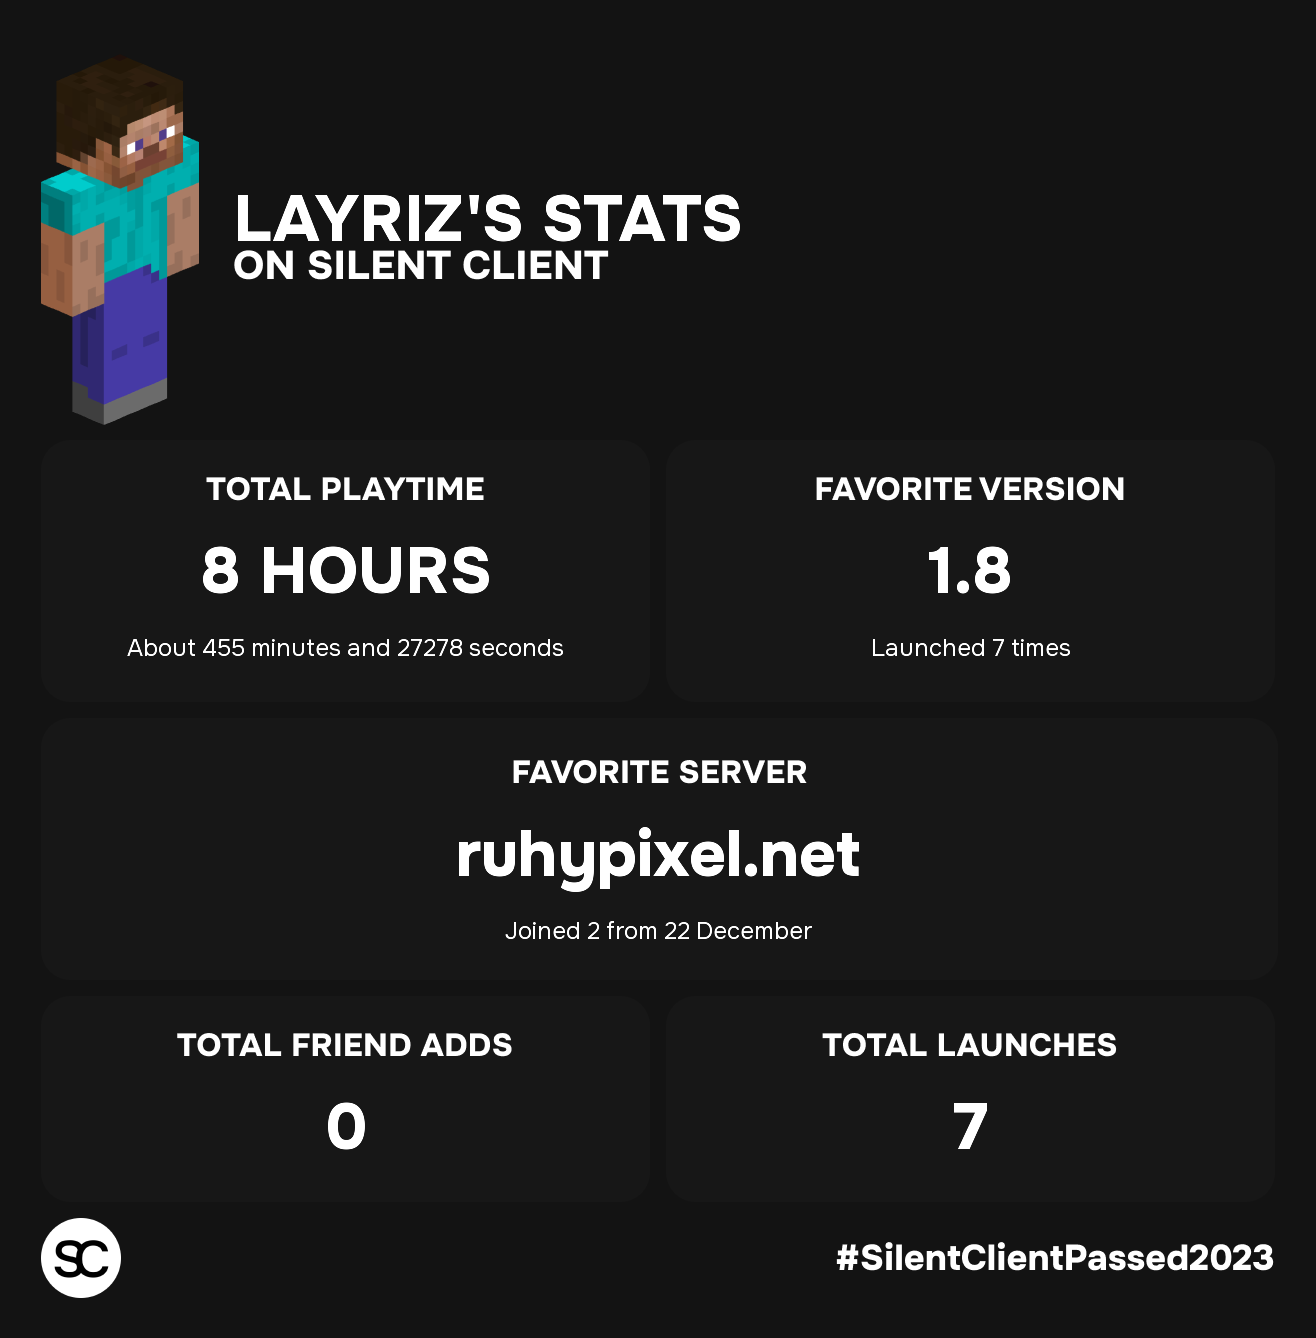 LAYRIZ'S STATS
ON SILENT CLIENT
TOTAL PLAYTIME
8 HOURS
About 455 minutes and 27278 seconds
FAVORITE VERSION
1.8
Launched 7 times
FAVORITE SERVER
ruhypixel.net
Joined 2 from 22 December
TOTAL FRIEND ADDS
0
TOTAL LAUNCHES
7
SC
#SilentClientPassed2023